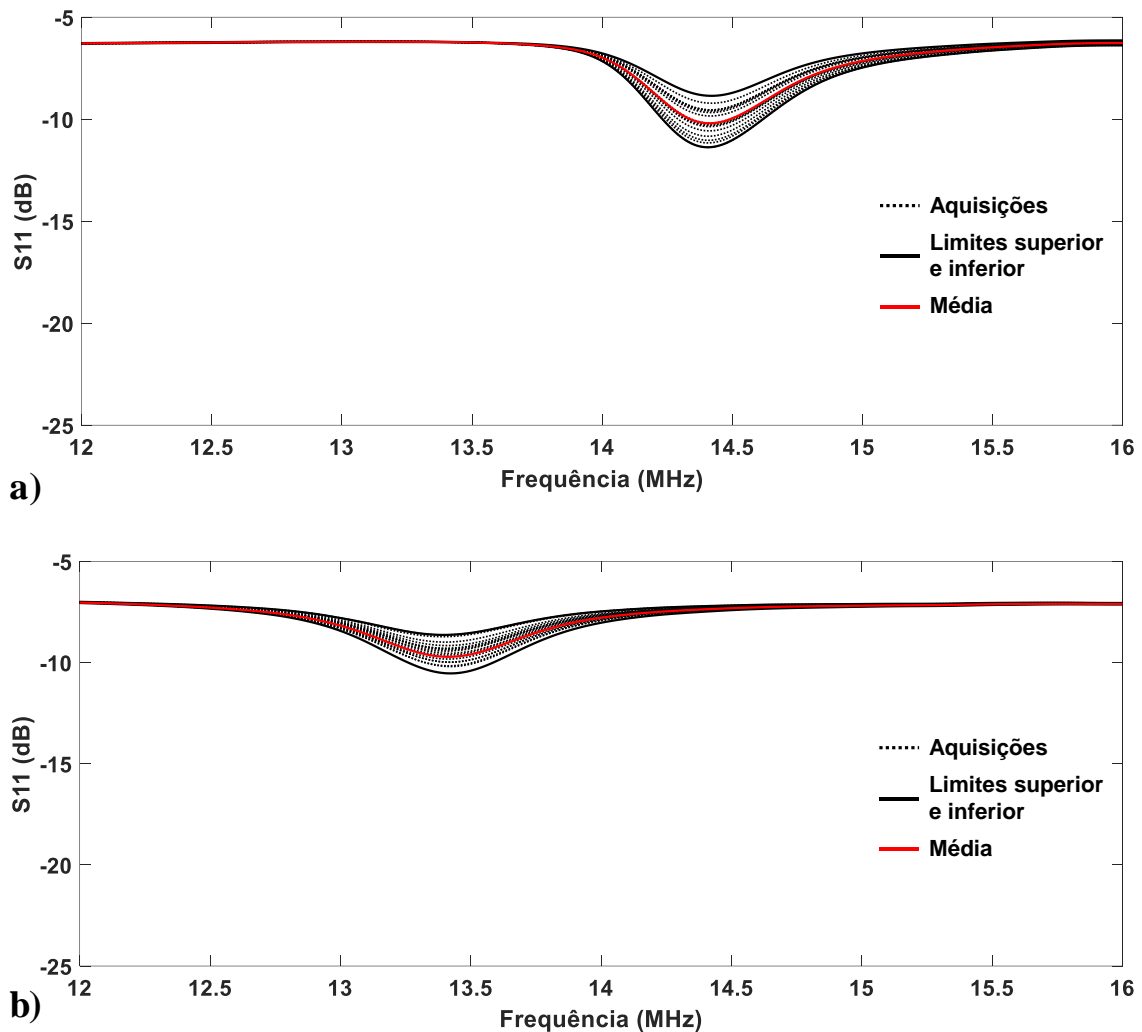 -5
-10
-15
-20
-25
S11 (dB)
Aquisições
Limites superior
e inferior
Média
12 12.5 13 13.5 14 14.5 15 15.5 16
Frequência (MHz)
a)
-5
-10
-15
-20
-25
S11 (dB)
Aquisições
Limites superior
e inferior
Média
12 12.5 13 13.5 14 14.5 15 15.5 16
Frequência (MHz)
b)